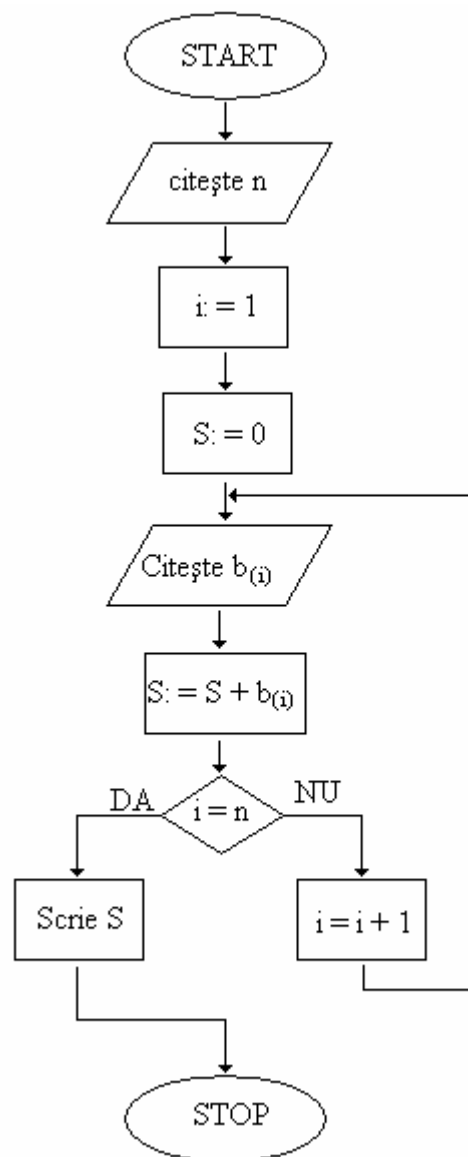 START
citeşte n
i: = 1
S: = 0
Citeşte b(i)
S: = S + b(i)
DA
i = n
NU
Scrie S
i = i + 1
STOP